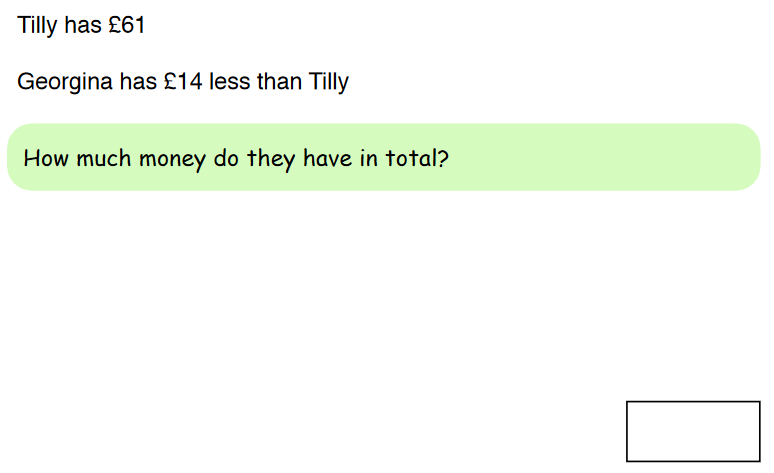 Tilly has £61
Georgina has £14 less than Tilly
How much money do they have in total?